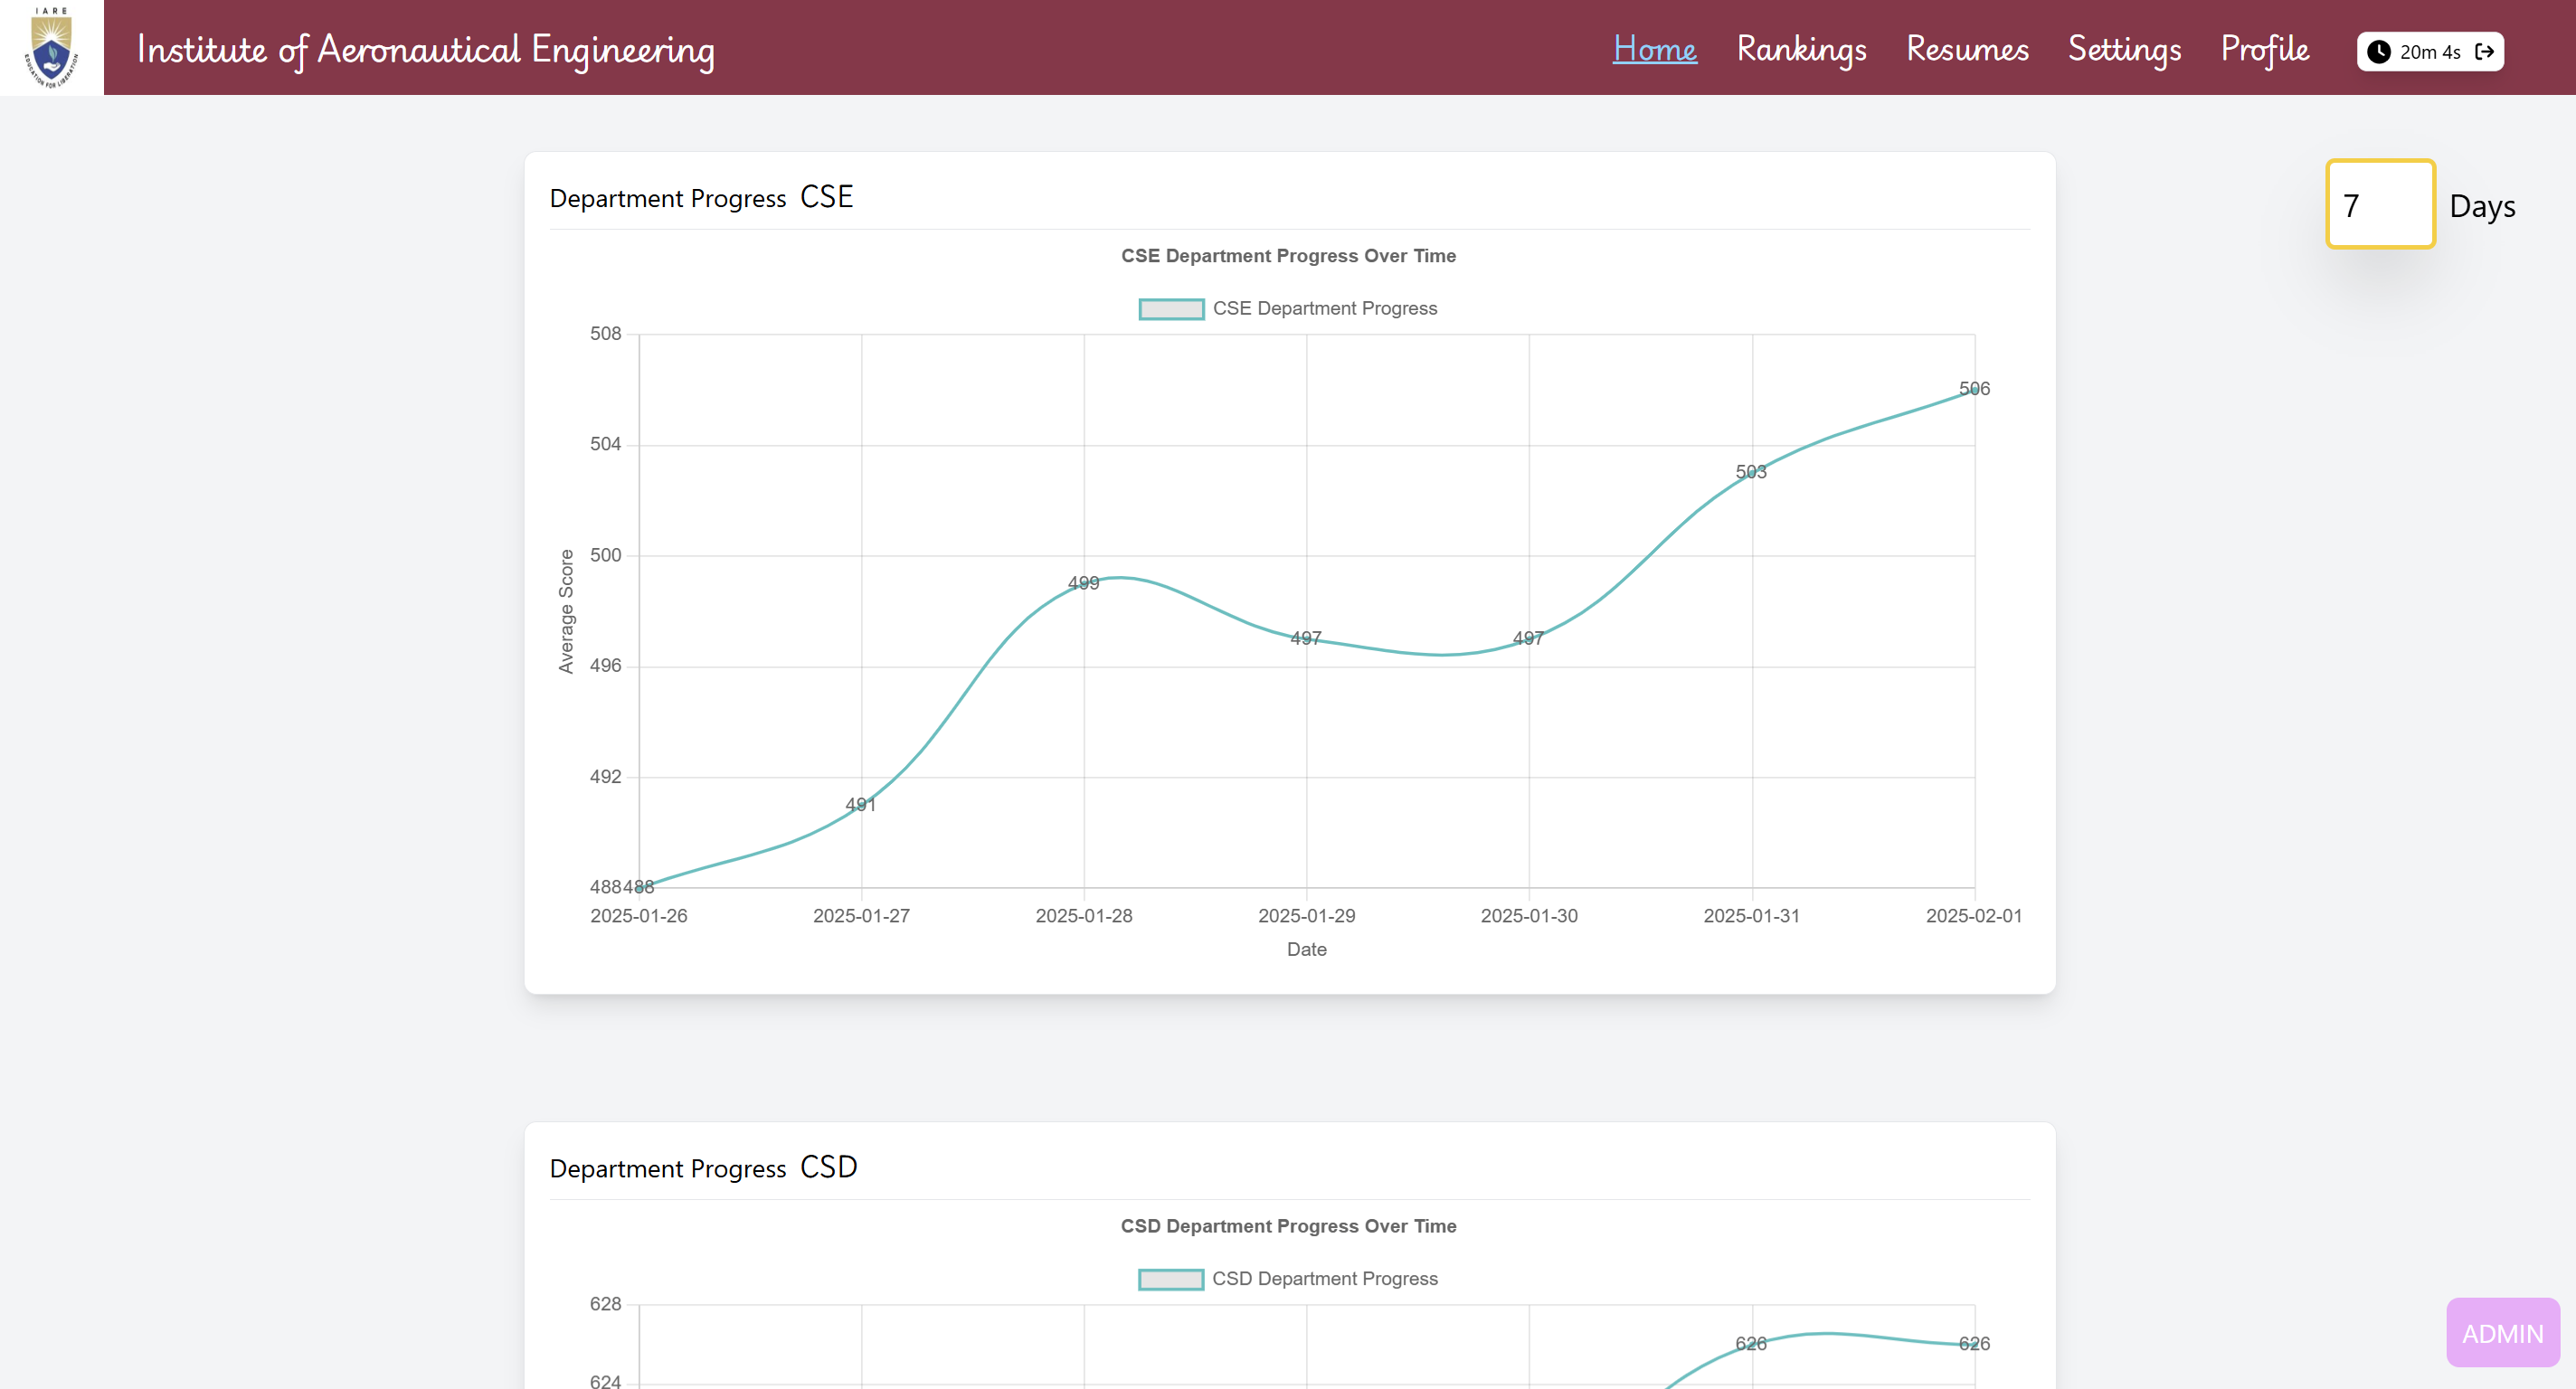 IARE
EDUCATION FOR LIBERATION
Institute of Aeronautical Engineering
Home Rankings Resumes Settings Profile 20m 4s
7 Days
Department Progress CSE
CSE Department Progress Over Time
CSE Department Progress
508
504
500
496
492
488
Average Score
488
491
499
497
497
503
506
2025-01-26 2025-01-27 2025-01-28 2025-01-29 2025-01-30 2025-01-31 2025-02-01
Date
Department Progress CSD
CSD Department Progress Over Time
CSD Department Progress
628
624
626
626
ADMIN